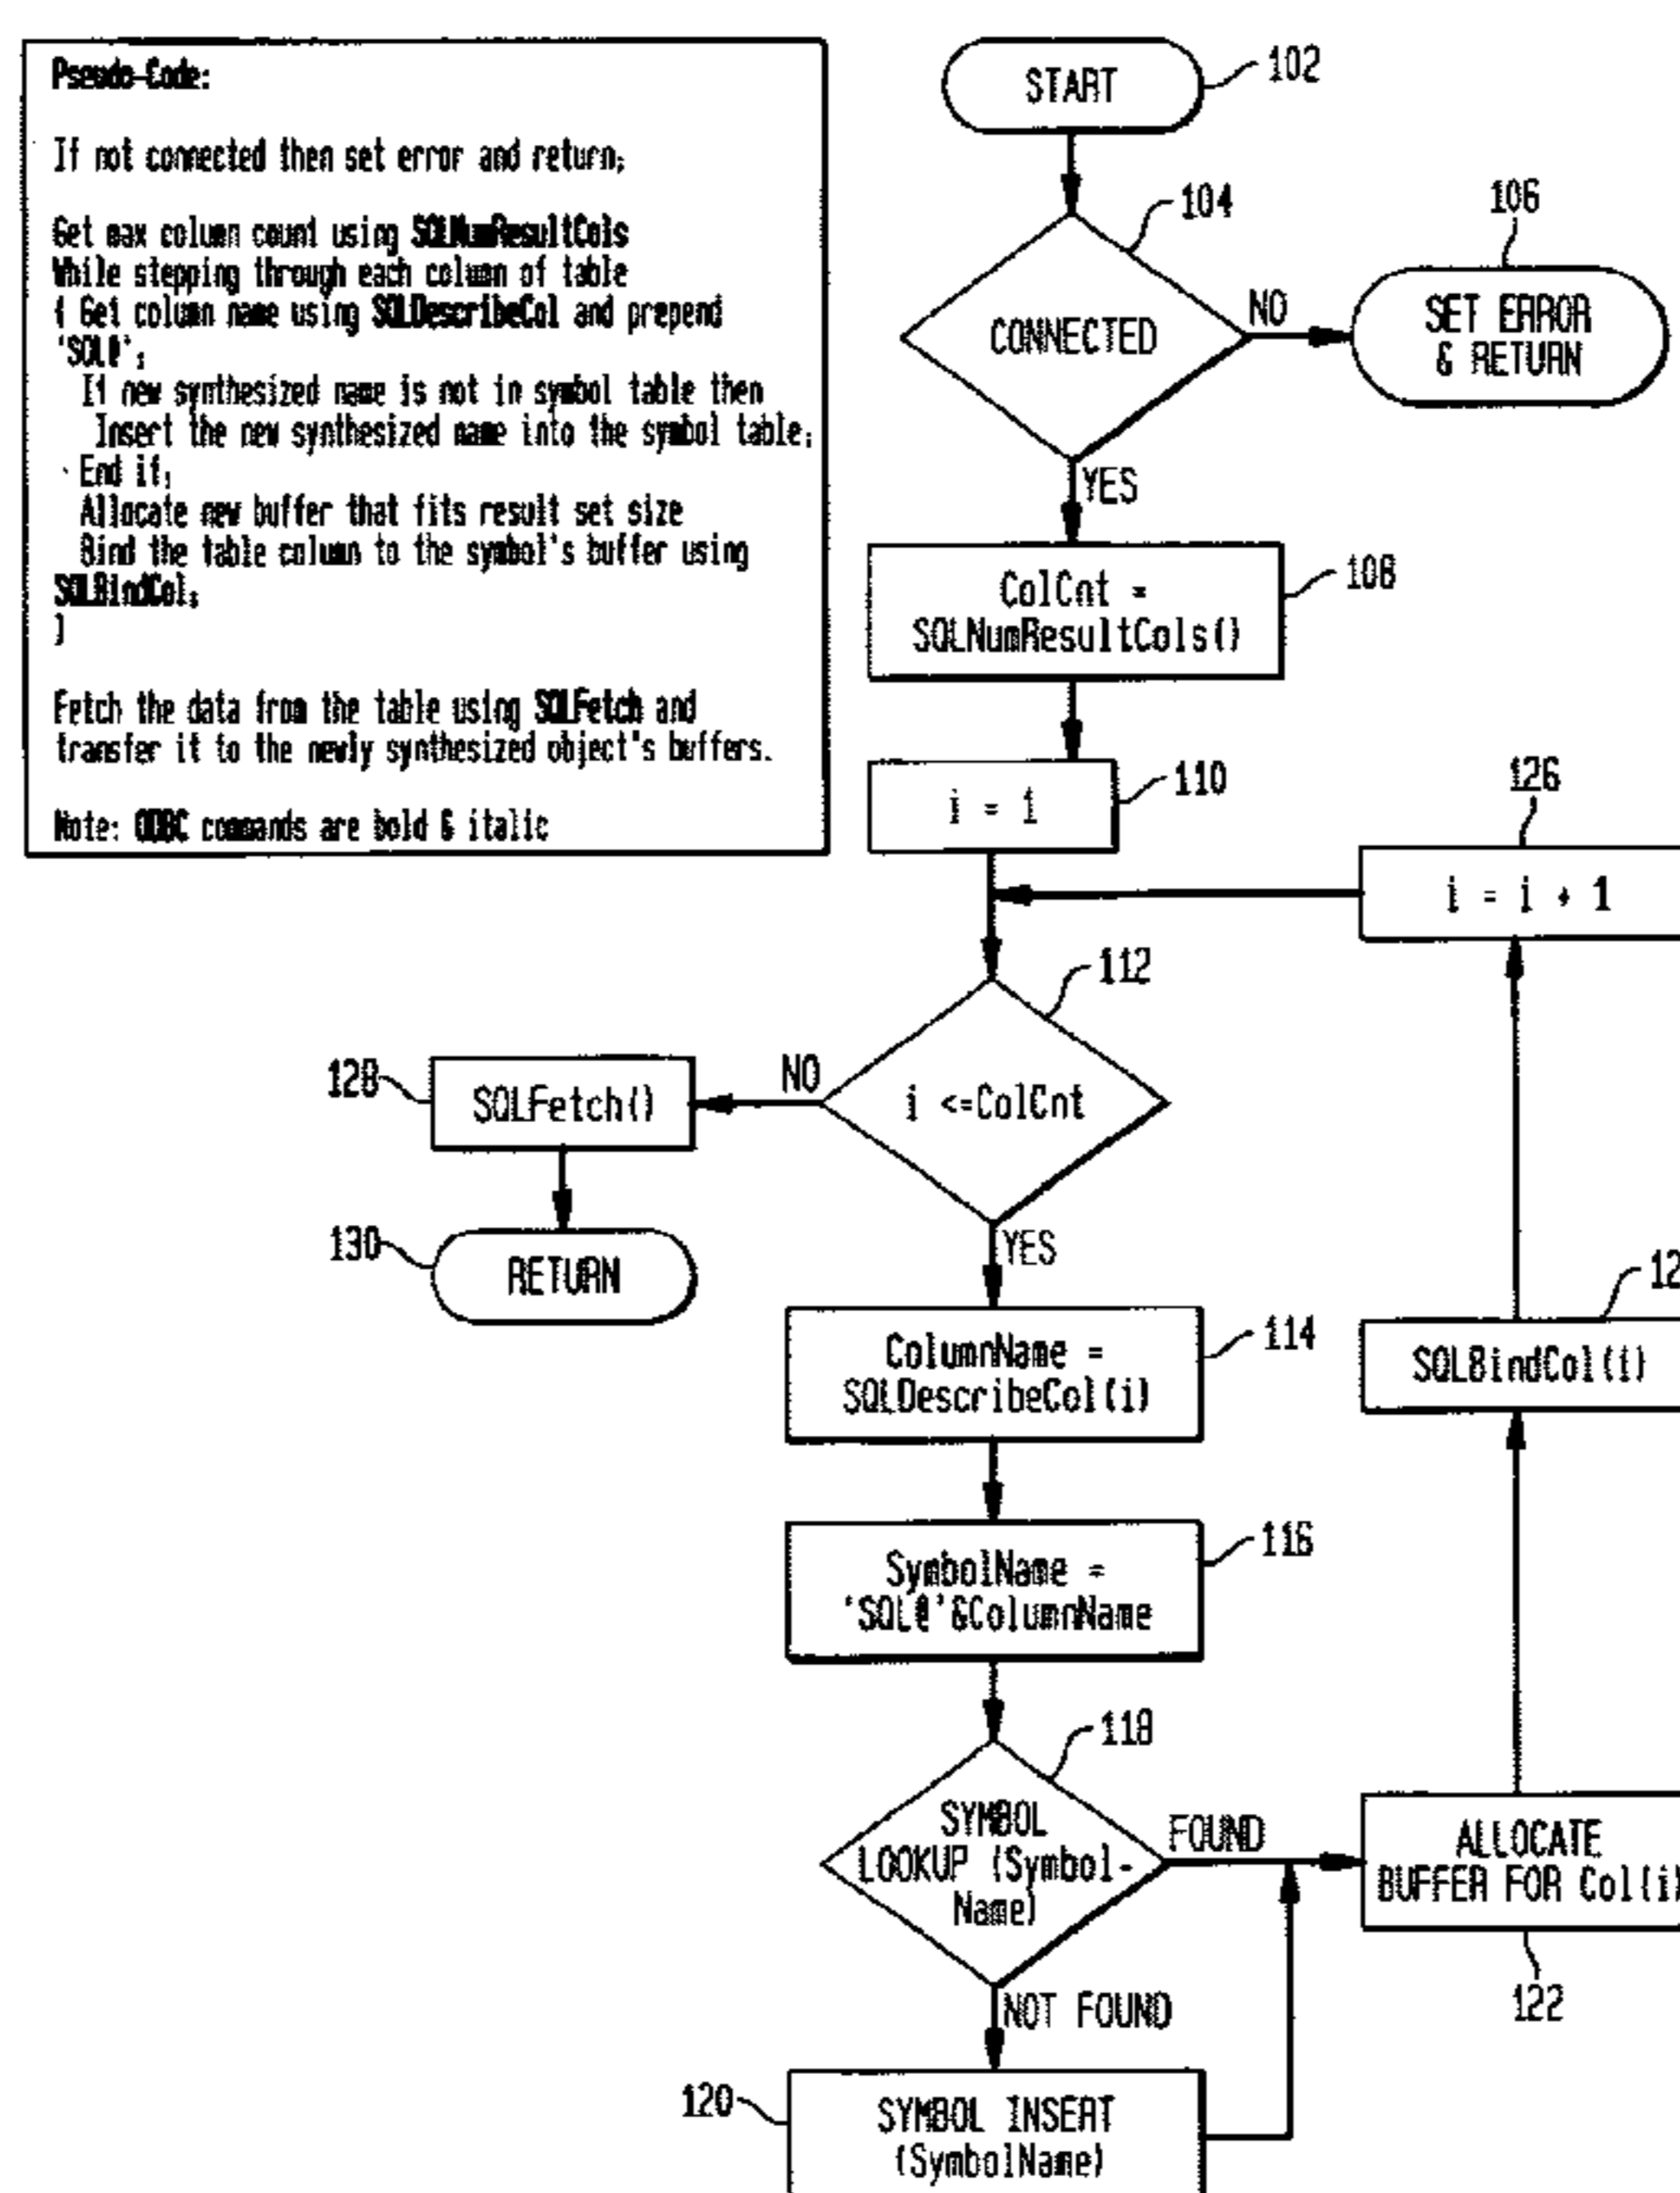 Pseudo-Code:
If not connected then set error and return;
Get max column count using SQLNumResultCols
While stepping through each column of table
{ Get column name using SQLDescribeCol and prepend
'SQL@';
If new synthesized name is not in symbol table then
Insert the new synthesized name into the symbol table;
End if;
Allocate new buffer that fits result set size
Bind the table column to the symbol's buffer using
SQLBindCol;
}
Fetch the data from the table using SQLFetch and
transfer it to the newly synthesized object's buffers.
Note: ODBC commands are bold & italic
START
102
CONNECTED
104
NO
SET ERROR
& RETURN
106
YES
ColCnt =
SQLNumResultCols()
108
i = 1
110
i = i + 1
126
i <=ColCnt
112
NO
SQLFetch()
128
RETURN
130
YES
ColumnName =
SQLDescribeCol(i)
114
SymbolName =
'SQL@'&ColumnName
116
SYMBOL
LOOKUP (Symbol-
Name)
118
FOUND
NOT FOUND
SYMBOL INSERT
(SymbolName)
120
ALLOCATE
BUFFER FOR Col(i)
122
SQLBindCol(i)
12